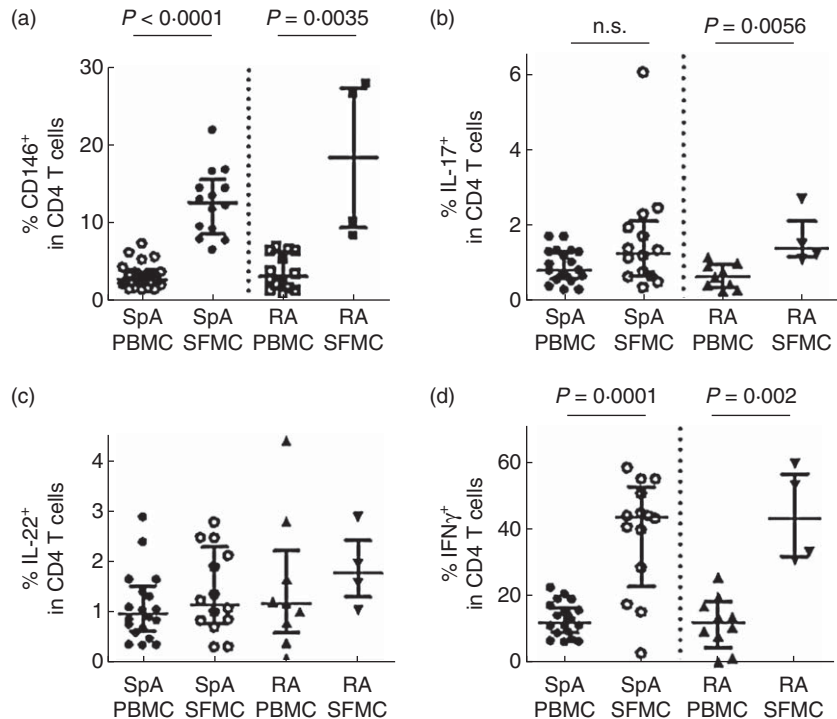 (a)
P < 0·0001
P = 0·0035
% CD146+
in CD4 T cells
30
20
10
0
SpA
PBMC
SpA
SFMC
RA
PBMC
RA
SFMC
(b)
n.s.
P = 0·0056
% IL-17+
in CD4 T cells
6
4
2
0
SpA
PBMC
SpA
SFMC
RA
PBMC
RA
SFMC
(c)
% IL-22+
in CD4 T cells
4
3
2
1
0
SpA
PBMC
SpA
SFMC
RA
PBMC
RA
SFMC
(d)
P = 0·0001
P = 0·002
% IFNγ+
in CD4 T cells
60
40
20
0
SpA
PBMC
SpA
SFMC
RA
PBMC
RA
SFMC